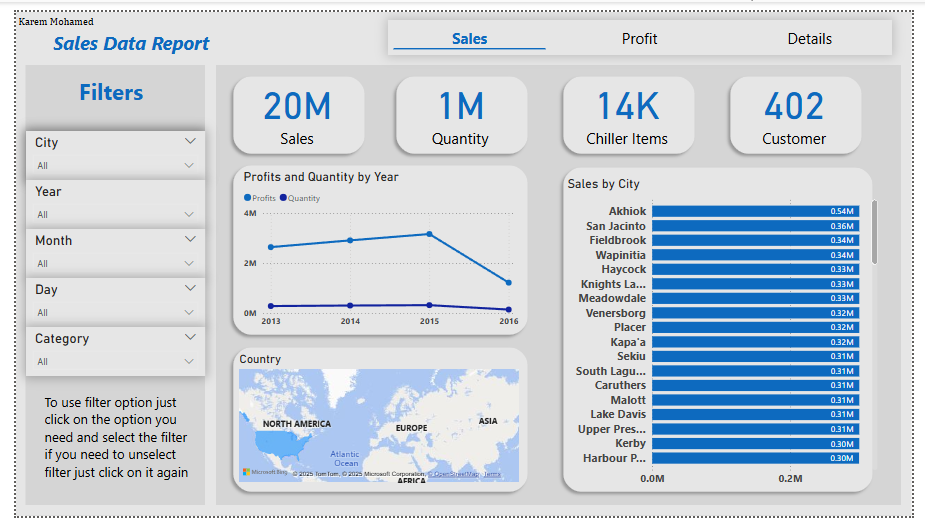 Karem Mohamed
Sales Data Report
Sales
Profit
Details
Filters
City
All
Year
All
Month
All
Day
All
Category
All
To use filter option just
click on the option you
need and select the filter
if you need to unselect
filter just click on it again
20M
Sales
1M
Quantity
14K
Chiller Items
402
Customer
Profits and Quantity by Year
Profits Quantity
4M
2M
0M
2013 2014 2015 2016
Country
NORTH AMERICA
EUROPE
ASIA
Atlantic
Ocean
AFRICA
Microsoft Bing
© 2025 TomTom, © 2025 Microsoft Corporation, © OpenStreetMap Terms
Sales by City
Akhiok 0.54M
San Jacinto 0.36M
Fieldbrook 0.34M
Wapinitia 0.34M
Haycock 0.33M
Knights La... 0.33M
Meadowdale 0.33M
Venersborg 0.32M
Placer 0.32M
Kapa'a 0.32M
Sekiu 0.31M
South Lagu... 0.31M
Caruthers 0.31M
Malott 0.31M
Lake Davis 0.31M
Upper Pres... 0.31M
Kerby 0.30M
Harbour P... 0.30M
0.0M 0.2M